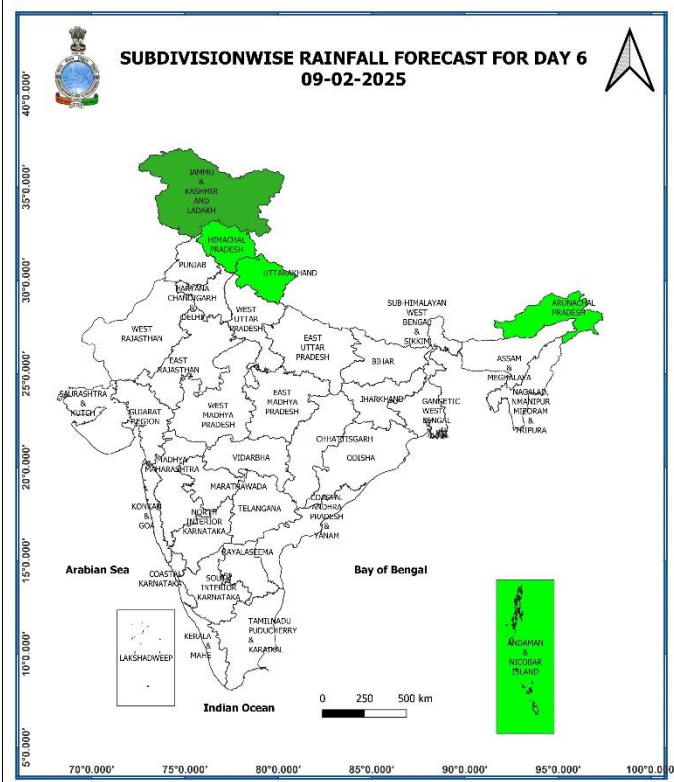 SUBDIVISIONWISE RAINFALL FORECAST FOR DAY 6
09-02-2025
40°0.000'
35°0.000'
30°0.000'
25°0.000'
20°0.000'
15°0.000'
10°0.000'
5°0.000'
JAMMU
&
KASHMIR
AND
LADAKH
HIMACHAL
PRADESH
UTTARAKHAND
PUNJAB
HARYANA
CHANDIGARH
&
DELHI
WEST
UTTAR
PRADESH
EAST
UTTAR
PRADESH
WEST
RAJASTHAN
EAST
RAJASTHAN
SUB-HIMALAYAN
WEST
BENGAL
&
SIKKIM
ARUNACHAL
PRADESH
ASSAM
&
MEGHALAYA
NAGALAD,
NMANIPUR
MIZORAM
&
TRIPURA
BIHAR
JHARKHAND
GANGETIC
WEST
BENGAL
SAURASHTRA
&
KUTCH
GUJARAT
REGION
WEST
MADHYA
PRADESH
EAST
MADHYA
PRADESH
CHHATTISGARH
ODISHA
MADHYA
MAHARASHTRA
VIDARBHA
MARATHAWADA
KONKAN
&
GOA
NORTH
INTERIOR
KARNATAKA
TELANGANA
COASTAL
ANDHRA
PRADESH
&
YANAM
RAYALASEEMA
Arabian Sea
Bay of Bengal
COASTAL
KARNATAKA
SOUTH
INTERIOR
KARNATAKA
TAMILNADU
PUDUCHERRY
&
KARAIKAL
KERALA
&
MAHE
LAKSHADWEEP
ANDAMAN
&
NICOBAR
ISLAND
Indian Ocean
0 250 500 km
70°0.000' 75°0.000' 80°0.000' 85°0.000' 90°0.000' 95°0.000' 100°0.000'